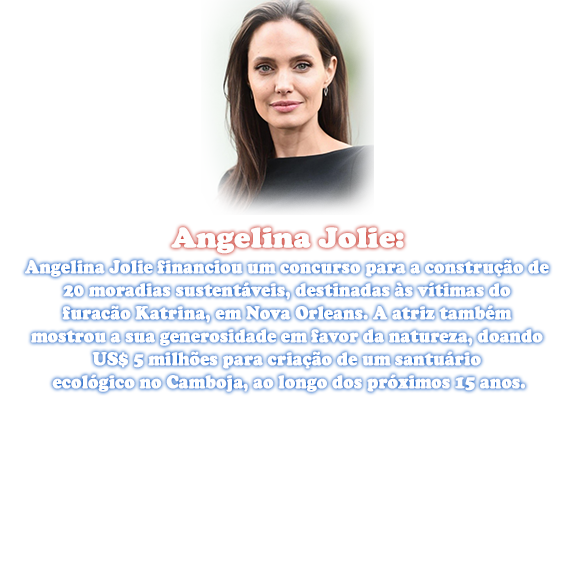 Angelina Jolie:
Angelina Jolie financiou um concurso para a construção de
20 moradias sustentáveis, destinadas às vítimas do
furacão Katrina, em Nova Orleans. A atriz também
mostrou a sua generosidade em favor da natureza, doando
US$ 5 milhões para criação de um santuário
ecológico no Camboja, ao longo dos próximos 15 anos.